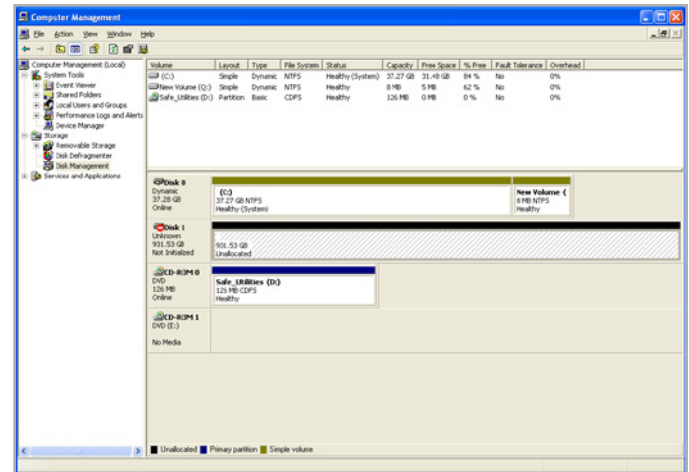 Computer Management
File Action View Window Help
Computer Management (Local)
System Tools
Event Viewer
Shared Folders
Local Users and Groups
Performance Logs and Alerts
Device Manager
Storage
Removable Storage
Disk Defragmenter
Disk Management
Services and Applications
Volume Layout Type File System Status Capacity Free Space % Free Fault Tolerance Overhead
(C:) Simple Dynamic NTFS Healthy (System) 37.27 GB 31.48 GB 84 % No 0%
New Volume (Q:) Simple Dynamic NTFS Healthy 8 MB 5 MB 62 % No 0%
Safe_Utilities (D:) Partition Basic CDFS Healthy 126 MB 0 MB 0 % No 0%
Disk 0
Dynamic
37.28 GB
Online
(C:)
37.27 GB NTFS
Healthy (System)
New Volume (
8 MB NTFS
Healthy
Disk 1
Unknown
931.53 GB
Not Initialized
931.53 GB
Unallocated
CD-ROM 0
DVD
126 MB
Online
Safe_Utilities (D:)
126 MB CDFS
Healthy
CD-ROM 1
DVD (E:)
No Media
Unallocated Primary partition Simple volume